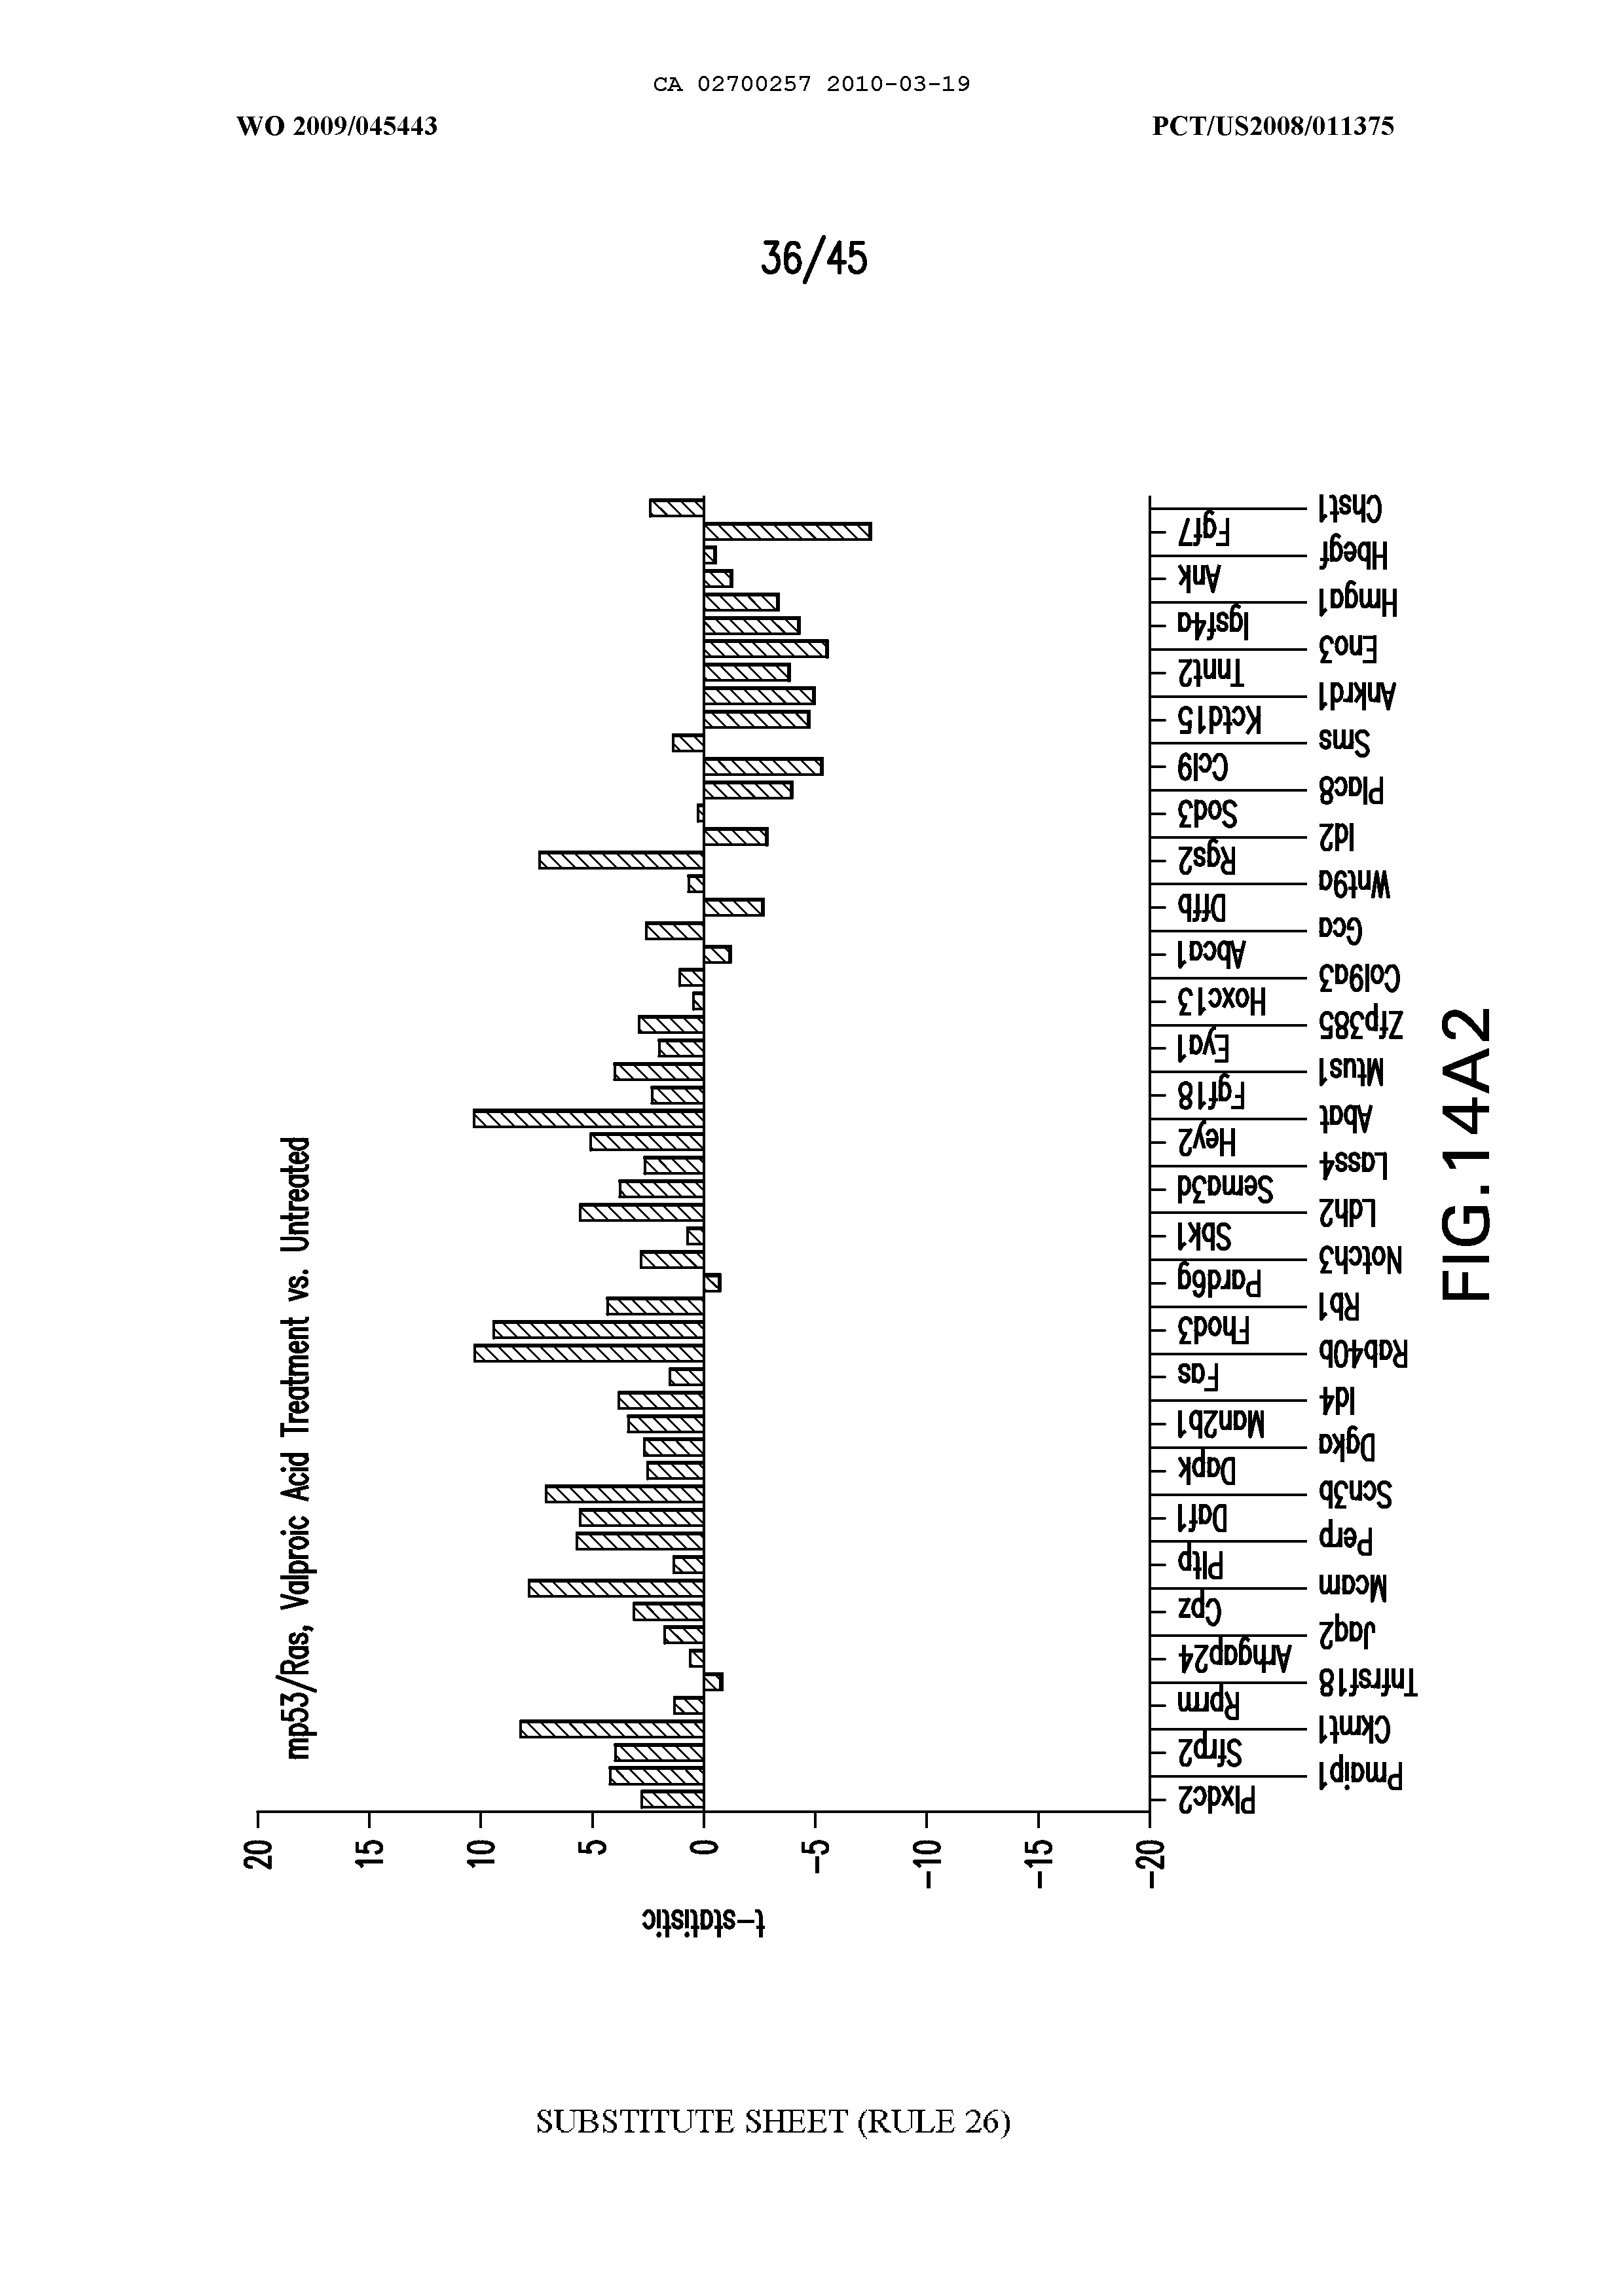 CA 02700257 2010-03-19
WO 2009/045443
PCT/US2008/011375
36/45
mp53/Ras, Valproic Acid Treatment vs. Untreated
t-statistic
20
15
10
5
0
-5
-10
-15
-20
Plxdc2
Pmaip1
Sfrp2
Ckmt1
Rprm
Tnfrsf18
Arhgap24
Jag2
Cpz
Mcam
Pltp
Perp
Daf1
Scn3b
Dapk
Dgka
Man2b1
Id4
Fas
Rab40b
Fhod3
Rb1
Pard6g
Notch3
Sbk1
Ldh2
Sema3d
Lass4
Hey2
Abat
Fgf18
Mtus1
Eya1
Zfp385
Hoxc13
Col9a3
Abca1
Gca
Dffb
Wnt9a
Rgs2
Id2
Sod3
Plac8
Ccl9
Sms
Kctd15
Ankrd1
Tnnt2
Eno3
Igsf4a
Hmga1
Ank
Hbegf
Fgf7
Chst1
FIG.14A2
SUBSTITUTE SHEET (RULE 26)